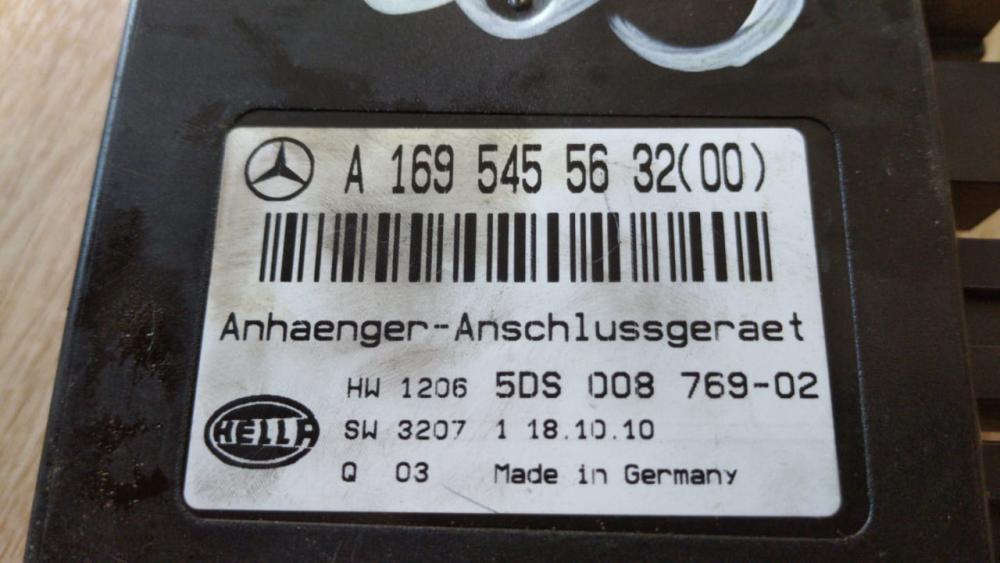 A 169 545 56 32(00)
Anhaenger-Anschlussgeraet
HW 1206 5DS 008 769-02
HELLA
SW 3207 1 18.10.10
Q 03 Made in Germany